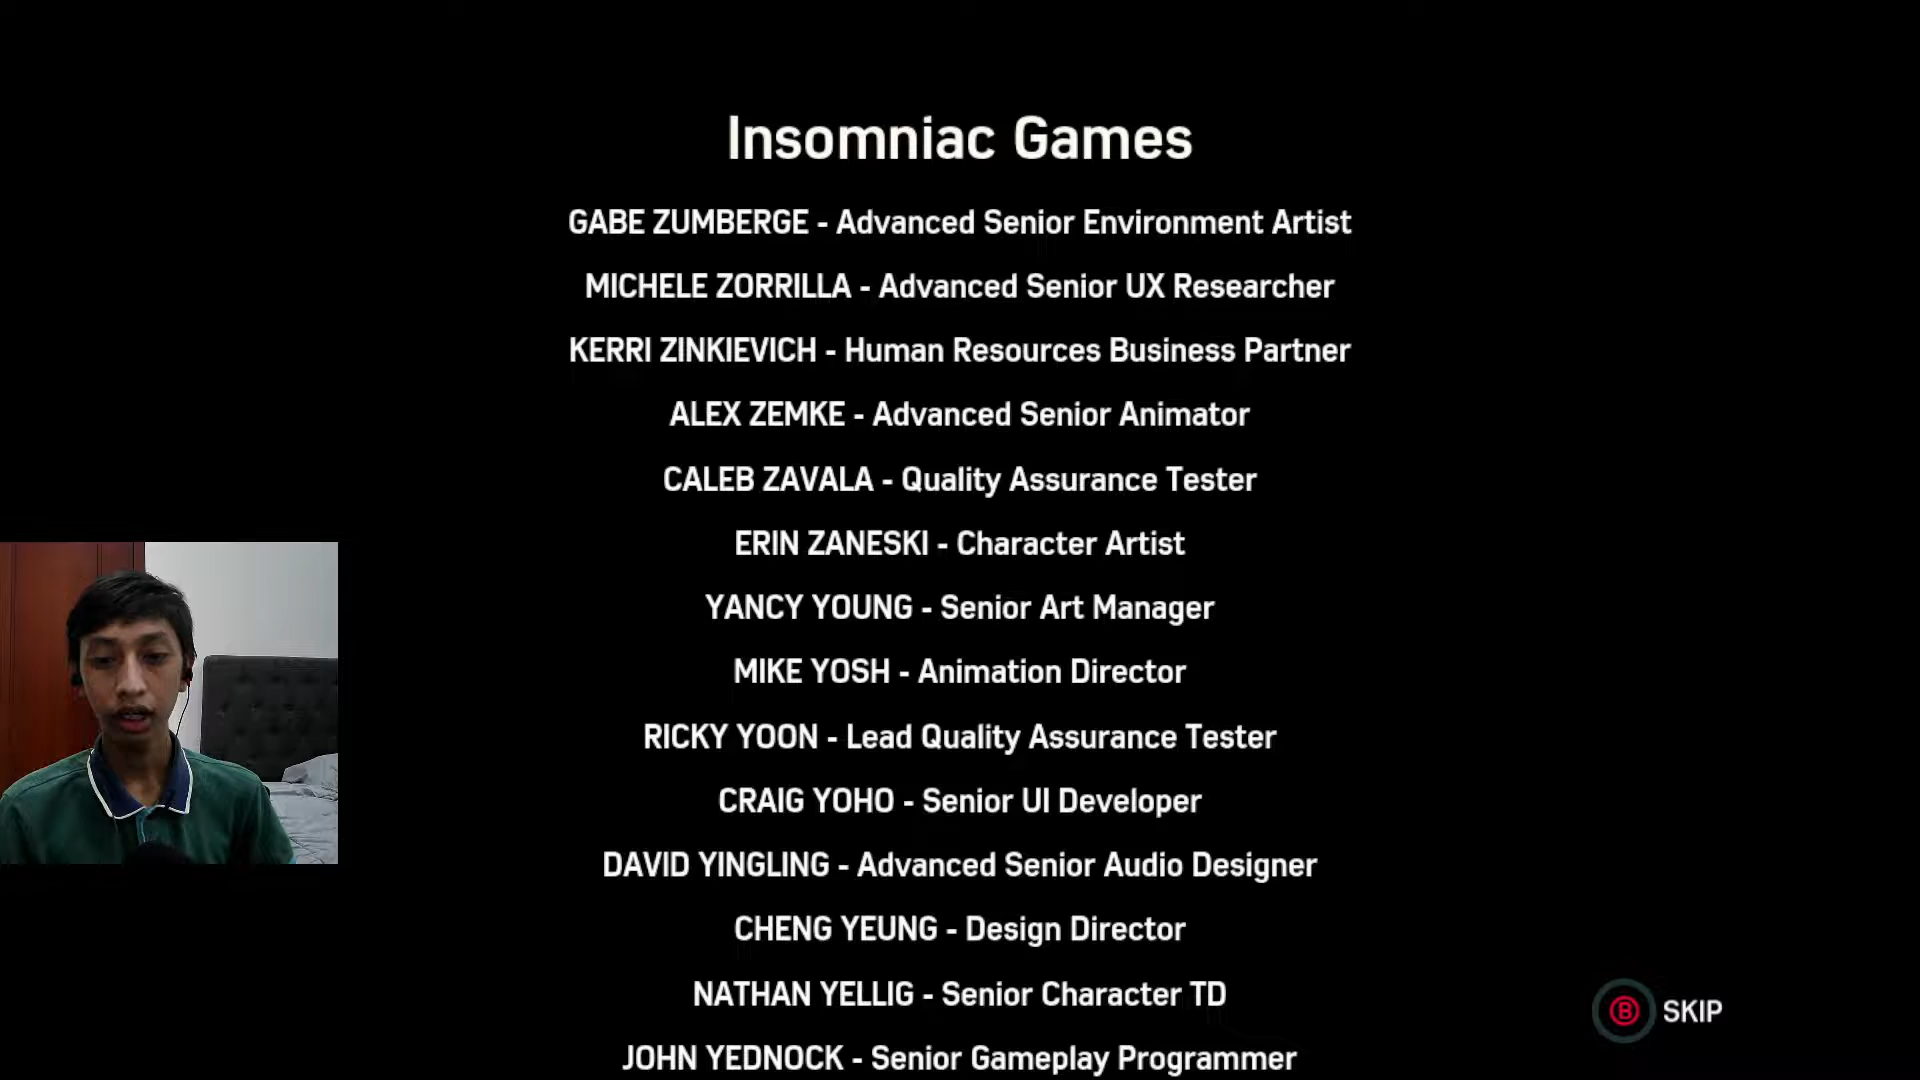 Insomniac Games
GABE ZUMBERGE - Advanced Senior Environment Artist
MICHELE ZORRILLA - Advanced Senior UX Researcher
KERRI ZINKIEVICH - Human Resources Business Partner
ALEX ZEMKE - Advanced Senior Animator
CALEB ZAVALA - Quality Assurance Tester
ERIN ZANESKI - Character Artist
YANCY YOUNG - Senior Art Manager
MIKE YOSH - Animation Director
RICKY YOON - Lead Quality Assurance Tester
CRAIG YOHO - Senior UI Developer
DAVID YINGLING - Advanced Senior Audio Designer
CHENG YEUNG - Design Director
NATHAN YELLIG - Senior Character TD
B SKIP
JOHN YEDNOCK - Senior Gameplay Programmer